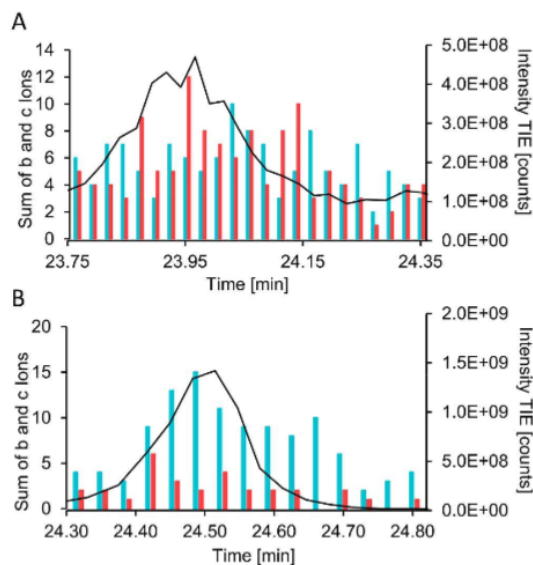 A
Sum of b and c Ions
14
12
10
8
6
4
2
0
5.0E+08
4.0E+08
3.0E+08
2.0E+08
1.0E+08
0.0E+00
Intensity TIE [counts]
23.75 23.95 24.15 24.35
Time [min]
B
Sum of b and c Ions
20
15
10
5
0
2.0E+09
1.5E+09
1.0E+09
5.0E+08
0.0E+00
Intensity TIE [counts]
24.30 24.40 24.50 24.60 24.70 24.80
Time [min]